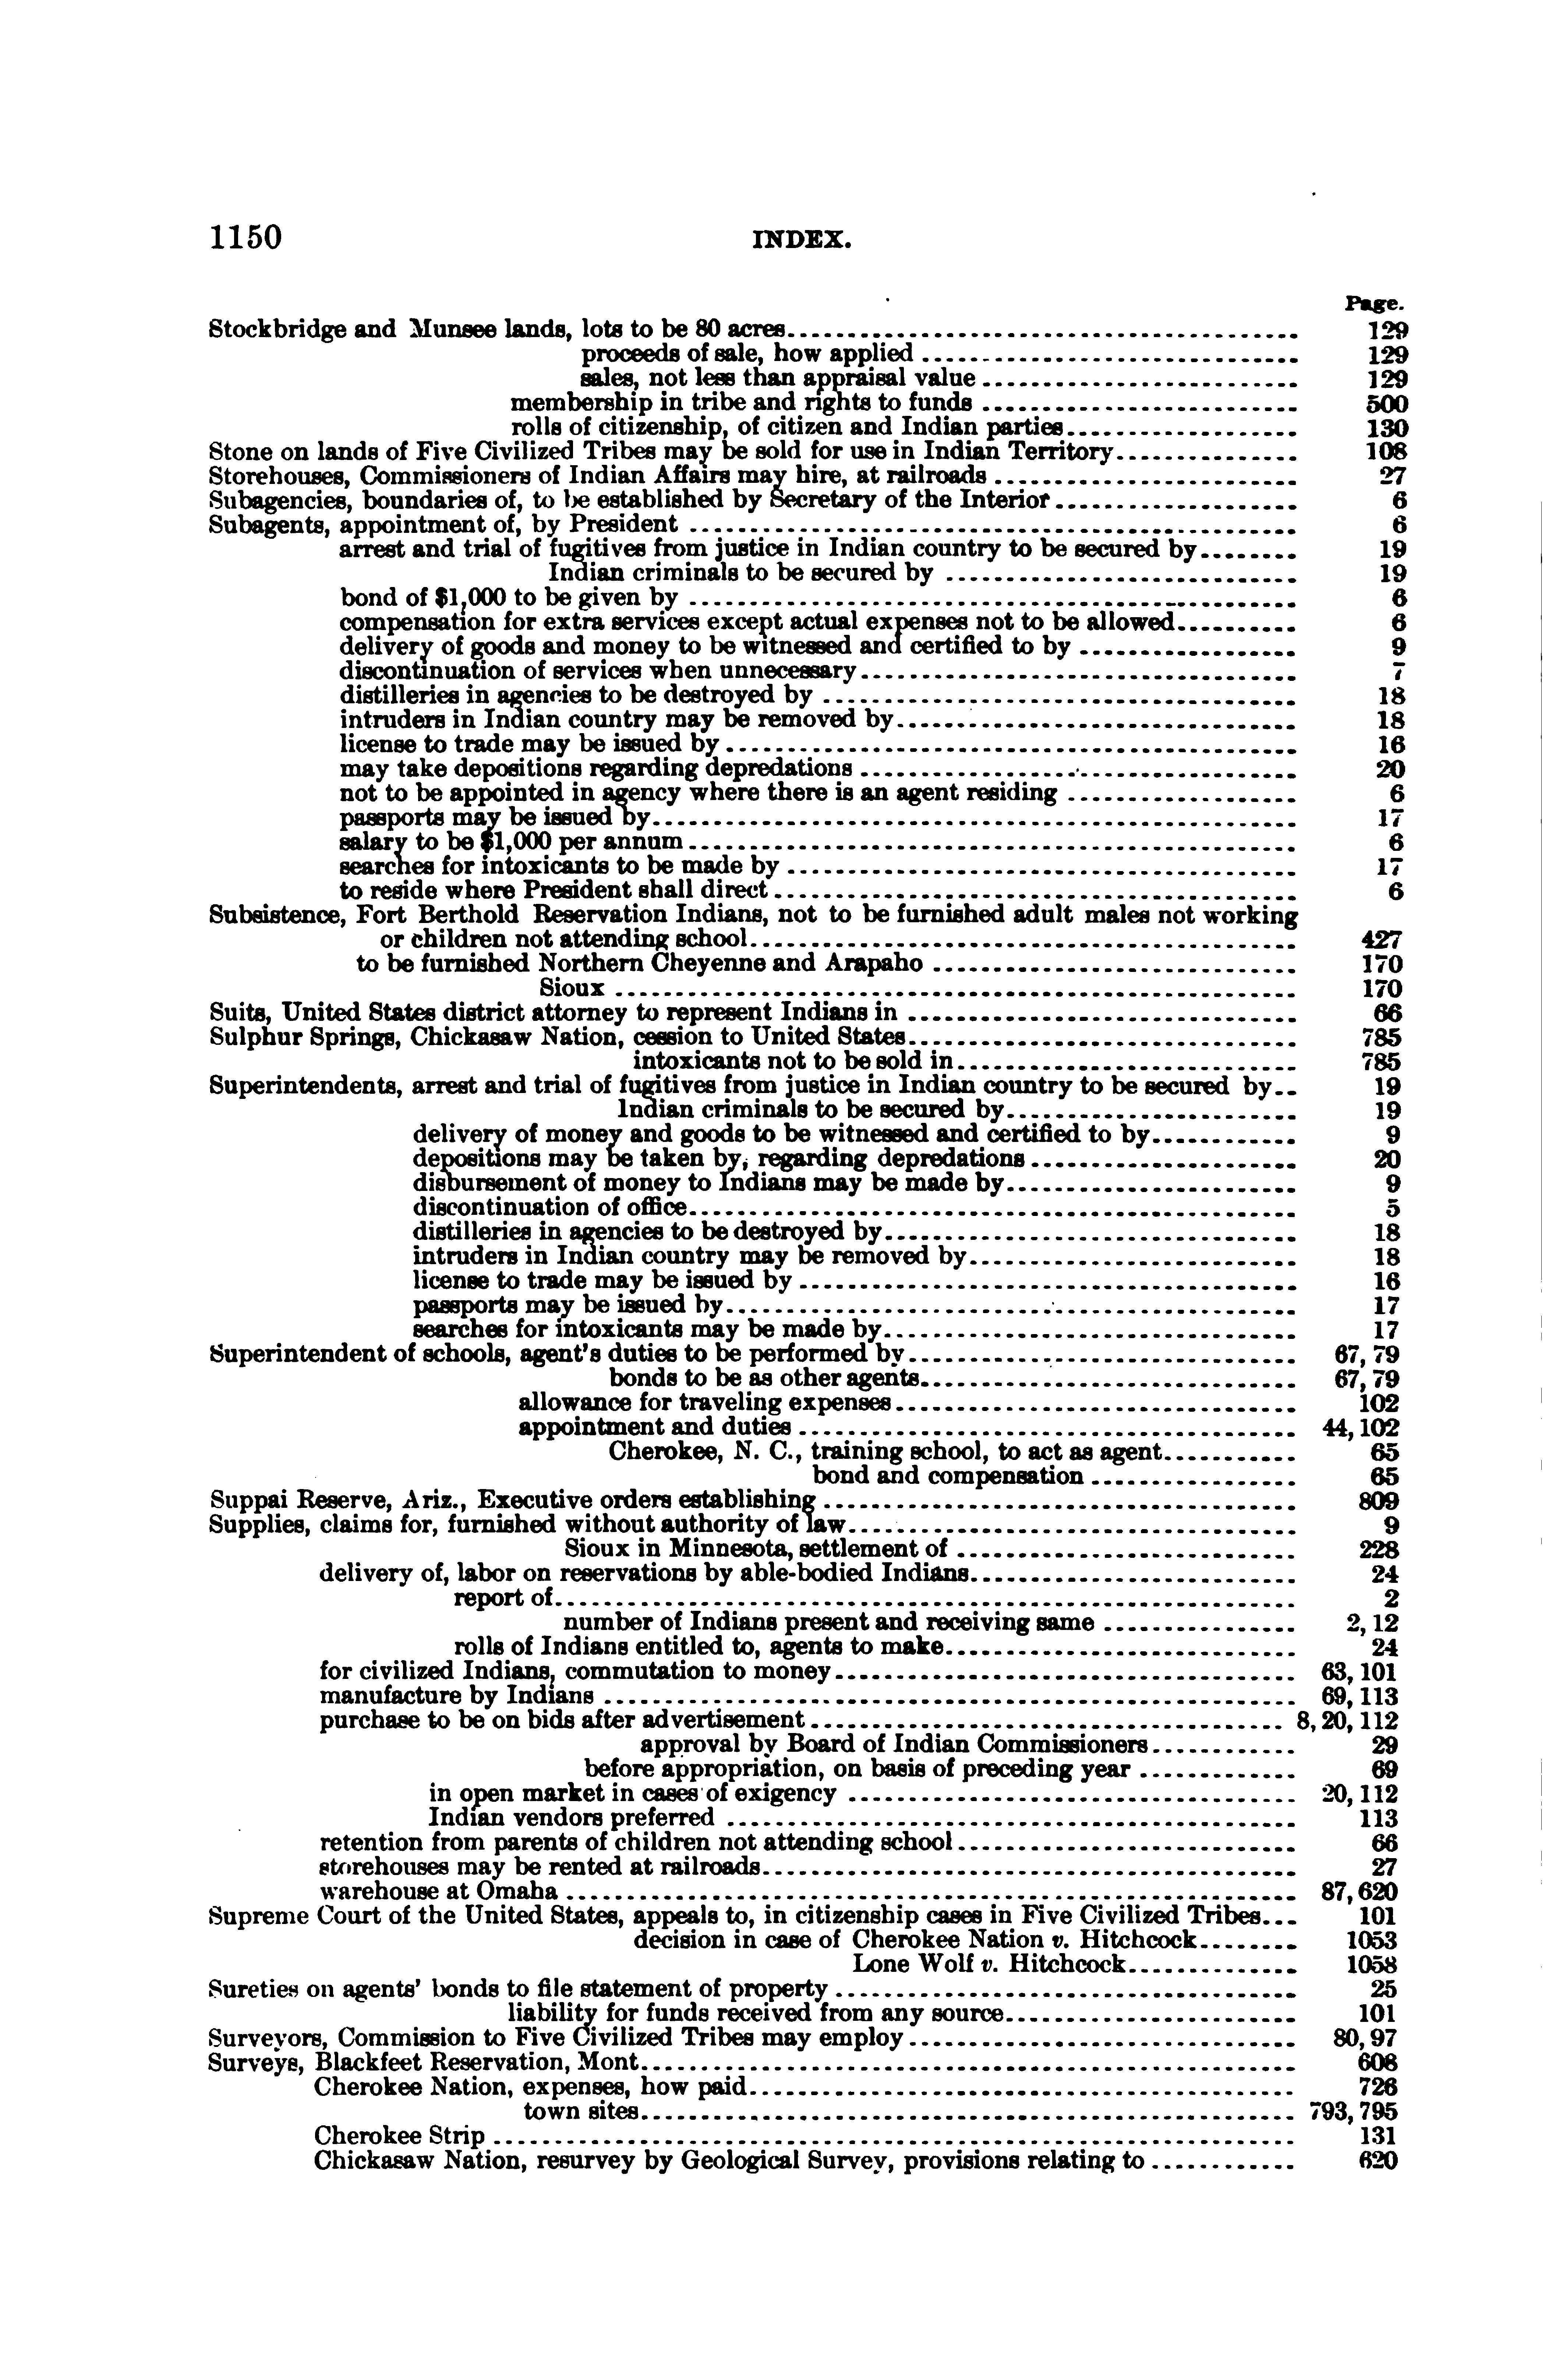 1150 INDEX.
Page.
Stockbridge and Munsee lands, lots to be 80 acres 129
proceeds of sale, how applied 129
sales, not less than appraisal value 129
membership in tribe and rights to funds 500
rolls of citizenship, of citizen and Indian parties 130
Stone on lands of Five Civilized Tribes may be sold for use in Indian Territory 108
Storehouses, Commissioners of Indian Affairs may hire, at railroads 27
Subagencies, boundaries of, to be established by Secretary of the Interior 6
Subagents, appointment of, by President 6
arrest and trial of fugitives from justice in Indian country to be secured by 19
Indian criminals to be secured by 19
bond of $1,000 to be given by 6
compensation for extra services except actual expenses not to be allowed 6
delivery of goods and money to be witnessed and certified to by 9
discontinuation of services when unnecessary 7
distilleries in agencies to be destroyed by 18
intruders in Indian country may be removed by 18
license to trade may be issued by 16
may take depositions regarding depredations 20
not to be appointed in agency where there is an agent residing 6
passports may be issued by 17
salary to be $1,000 per annum 6
searches for intoxicants to be made by 17
to reside where President shall direct 6
Subsistence, Fort Berthold Reservation Indians, not to be furnished adult males not working
or children not attending school 427
to be furnished Northern Cheyenne and Arapaho 170
Sioux 170
Suits, United States district attorney to represent Indians in 66
Sulphur Springs, Chickasaw Nation, cession to United States 785
intoxicants not to be sold in 785
Superintendents, arrest and trial of fugitives from justice in Indian country to be secured by 19
Indian criminals to be secured by 19
delivery of money and goods to be witnessed and certified to by 9
depositions may be taken by, regarding depredations 20
disbursement of money to Indians may be made by 9
discontinuation of office 5
distilleries in agencies to be destroyed by 18
intruders in Indian country may be removed by 18
license to trade may be issued by 16
passports may be issued by 17
searches for intoxicants may be made by 17
Superintendent of schools, agent's duties to be performed by 67, 79
bonds to be as other agents 67, 79
allowance for traveling expenses 102
appointment and duties 44, 102
Cherokee, N. C., training school, to act as agent 65
bond and compensation 65
Suppai Reserve, Ariz., Executive orders establishing 809
Supplies, claims for, furnished without authority of law 9
Sioux in Minnesota, settlement of 228
delivery of, labor on reservations by able-bodied Indians 24
report of 2
number of Indians present and receiving same 2, 12
rolls of Indians entitled to, agents to make 24
for civilized Indians, commutation to money 63, 101
manufacture by Indians 69, 113
purchase to be on bids after advertisement 8, 20, 112
approval by Board of Indian Commissioners 29
before appropriation, on basis of preceding year 69
in open market in cases of exigency 20, 112
Indian vendors preferred 113
retention from parents of children not attending school 66
storehouses may be rented at railroads 27
warehouse at Omaha 87, 620
Supreme Court of the United States, appeals to, in citizenship cases in Five Civilized Tribes 101
decision in case of Cherokee Nation v. Hitchcock 1053
Lone Wolf v. Hitchcock 1058
Sureties on agents' bonds to file statement of property 25
liability for funds received from any source 101
Surveyors, Commission to Five Civilized Tribes may employ 80, 97
Surveys, Blackfeet Reservation, Mont 608
Cherokee Nation, expenses, how paid 726
town sites 793, 795
Cherokee Strip 131
Chickasaw Nation, resurvey by Geological Survey, provisions relating to 620